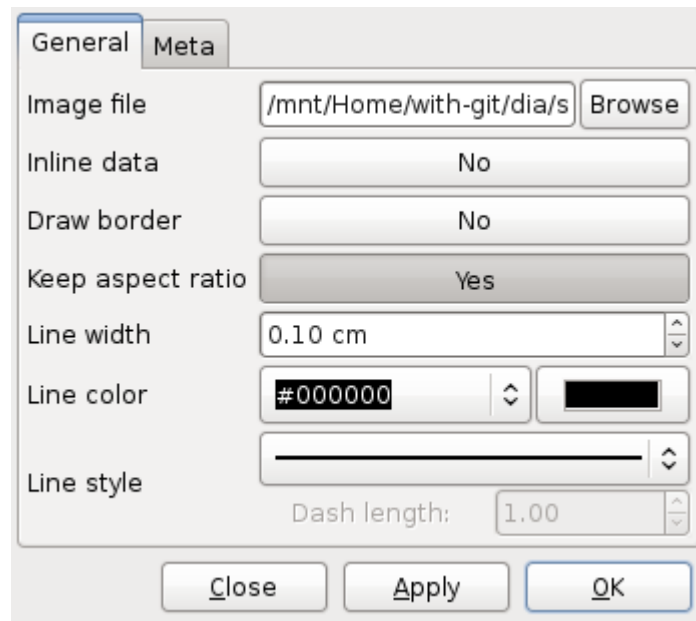 General Meta
Image file /mnt/Home/with-git/dia/s Browse
Inline data No
Draw border No
Keep aspect ratio Yes
Line width 0.10 cm
Line color #000000
Line style
Dash length: 1.00
Close Apply OK